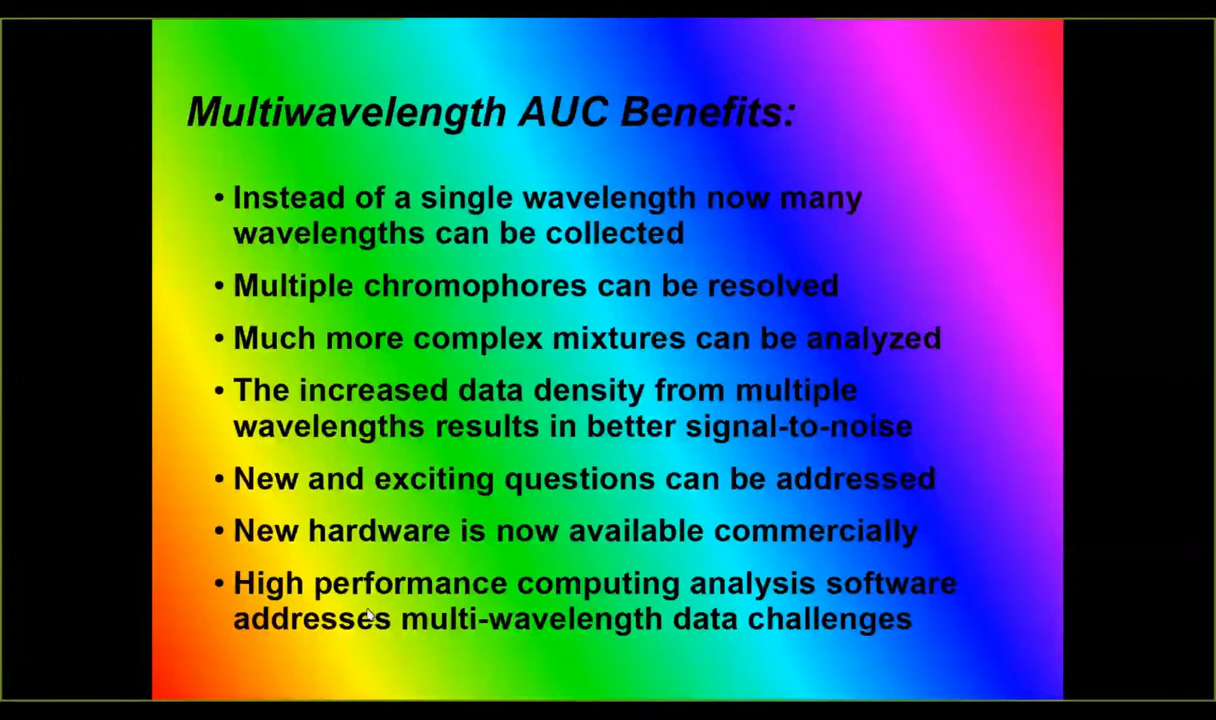 Multiwavelength AUC Benefits:
• Instead of a single wavelength now many
wavelengths can be collected
• Multiple chromophores can be resolved
• Much more complex mixtures can be analyzed
• The increased data density from multiple
wavelengths results in better signal-to-noise
• New and exciting questions can be addressed
• New hardware is now available commercially
• High performance computing analysis software
addresses multi-wavelength data challenges